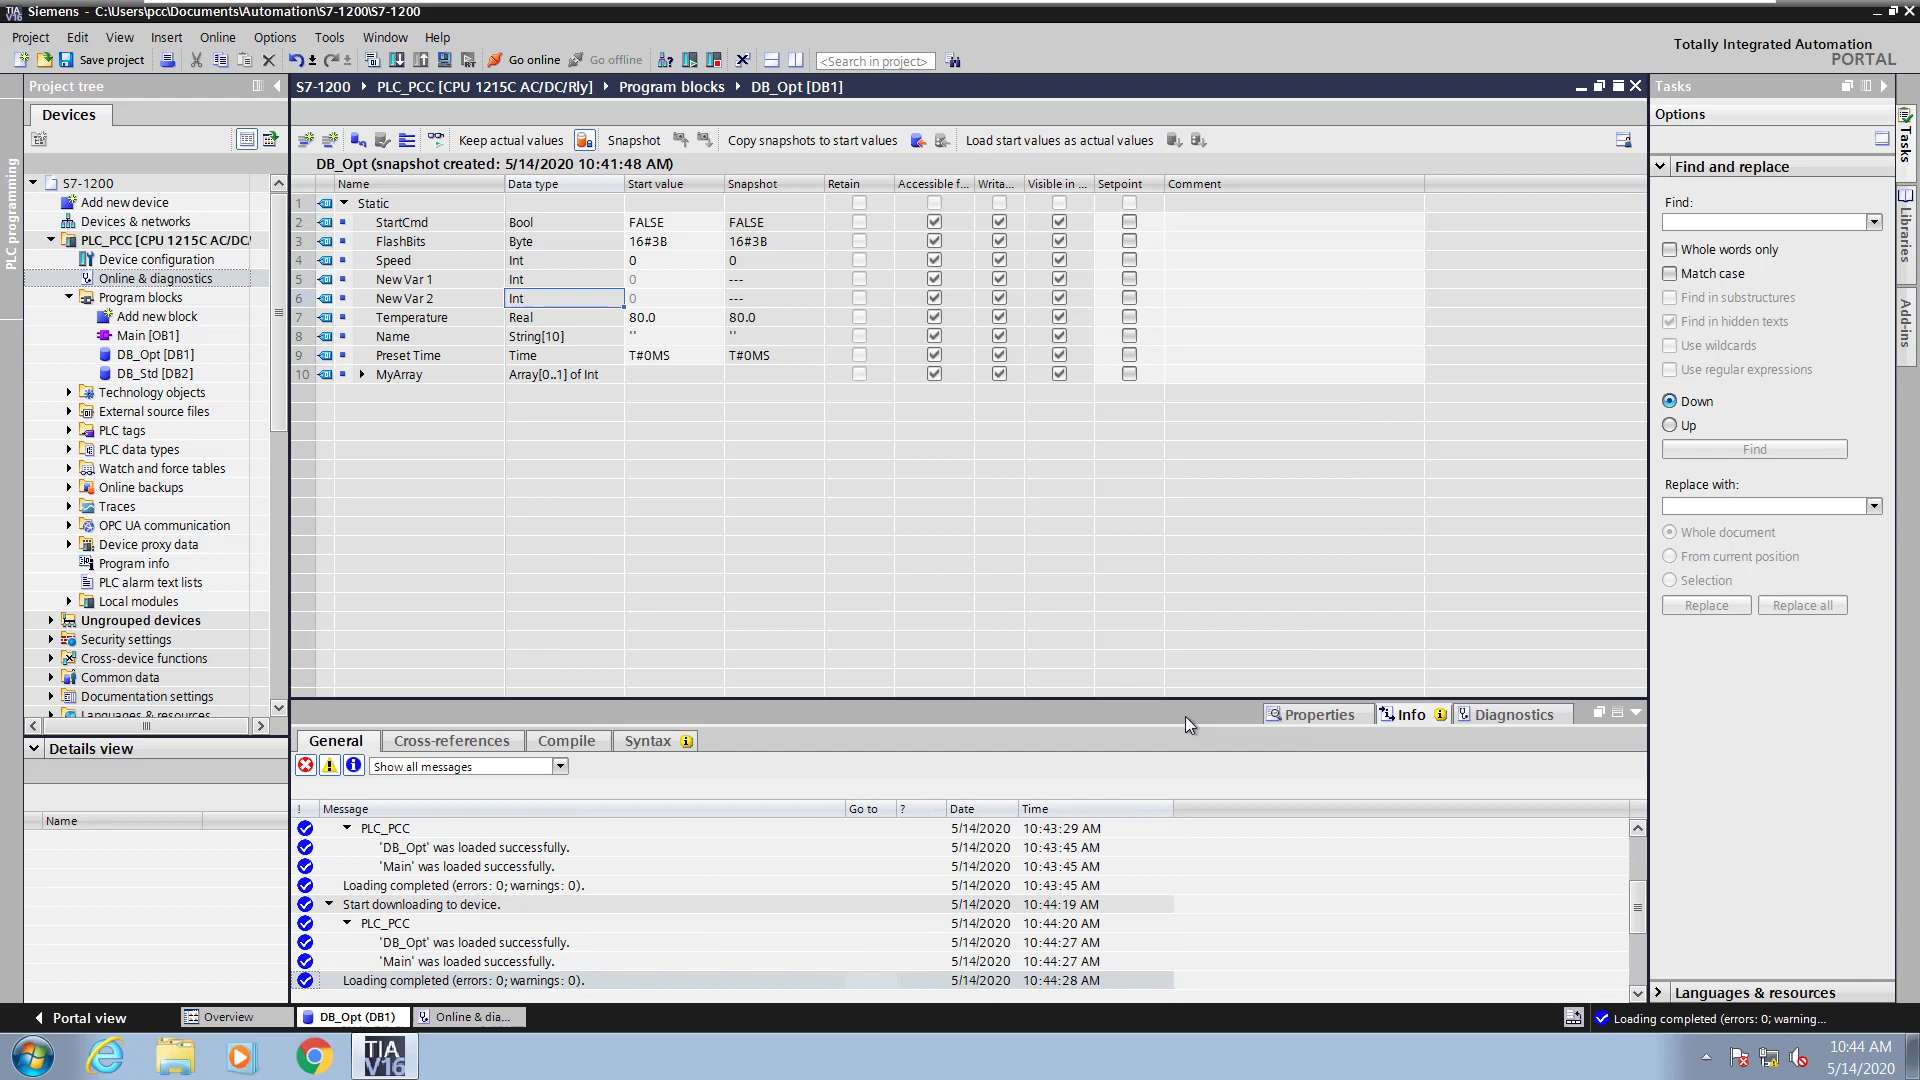 Siemens - C:\Users\pcc\Documents\Automation\S7-1200\S7-1200
Project Edit View Insert Online Options Tools Window Help
Totally Integrated Automation
PORTAL
Save project Go online Go offline <Search in project>
Project tree
S7-1200 PLC_PCC [CPU 1215C AC/DC/Rly] Program blocks DB_Opt [DB1]
Tasks
Devices
Options
Keep actual values Snapshot Copy snapshots to start values Load start values as actual values
PLC programming
Tasks
Libraries
Add-ins
DB_Opt (snapshot created: 5/14/2020 10:41:48 AM)
Name Data type Start value Snapshot Retain Accessible f... Writa... Visible in ... Setpoint Comment
1 Static
2 StartCmd Bool FALSE FALSE
3 FlashBits Byte 16#3B 16#3B
4 Speed Int 0 0
5 New Var 1 Int 0 ---
6 New Var 2 Int 0 ---
7 Temperature Real 80.0 80.0
8 Name String[10] '' ''
9 Preset Time Time T#0MS T#0MS
10 MyArray Array[0..1] of Int
S7-1200
Add new device
Devices & networks
PLC_PCC [CPU 1215C AC/DC/
Device configuration
Online & diagnostics
Program blocks
Add new block
Main [OB1]
DB_Opt [DB1]
DB_Std [DB2]
Technology objects
External source files
PLC tags
PLC data types
Watch and force tables
Online backups
Traces
OPC UA communication
Device proxy data
Program info
PLC alarm text lists
Local modules
Ungrouped devices
Security settings
Cross-device functions
Common data
Documentation settings
Languages & resources
Details view
Name
Find and replace
Find:
Whole words only
Match case
Find in substructures
Find in hidden texts
Use wildcards
Use regular expressions
Down
Up
Find
Replace with:
Whole document
From current position
Selection
Replace Replace all
Languages & resources
Properties Info Diagnostics
General Cross-references Compile Syntax
Show all messages
! Message Go to ? Date Time
PLC_PCC 5/14/2020 10:43:29 AM
'DB_Opt' was loaded successfully. 5/14/2020 10:43:45 AM
'Main' was loaded successfully. 5/14/2020 10:43:45 AM
Loading completed (errors: 0; warnings: 0). 5/14/2020 10:43:45 AM
Start downloading to device. 5/14/2020 10:44:19 AM
PLC_PCC 5/14/2020 10:44:20 AM
'DB_Opt' was loaded successfully. 5/14/2020 10:44:27 AM
'Main' was loaded successfully. 5/14/2020 10:44:27 AM
Loading completed (errors: 0; warnings: 0). 5/14/2020 10:44:28 AM
Portal view Overview DB_Opt (DB1) Online & dia... Loading completed (errors: 0; warning...
TIA V16
10:44 AM
5/14/2020